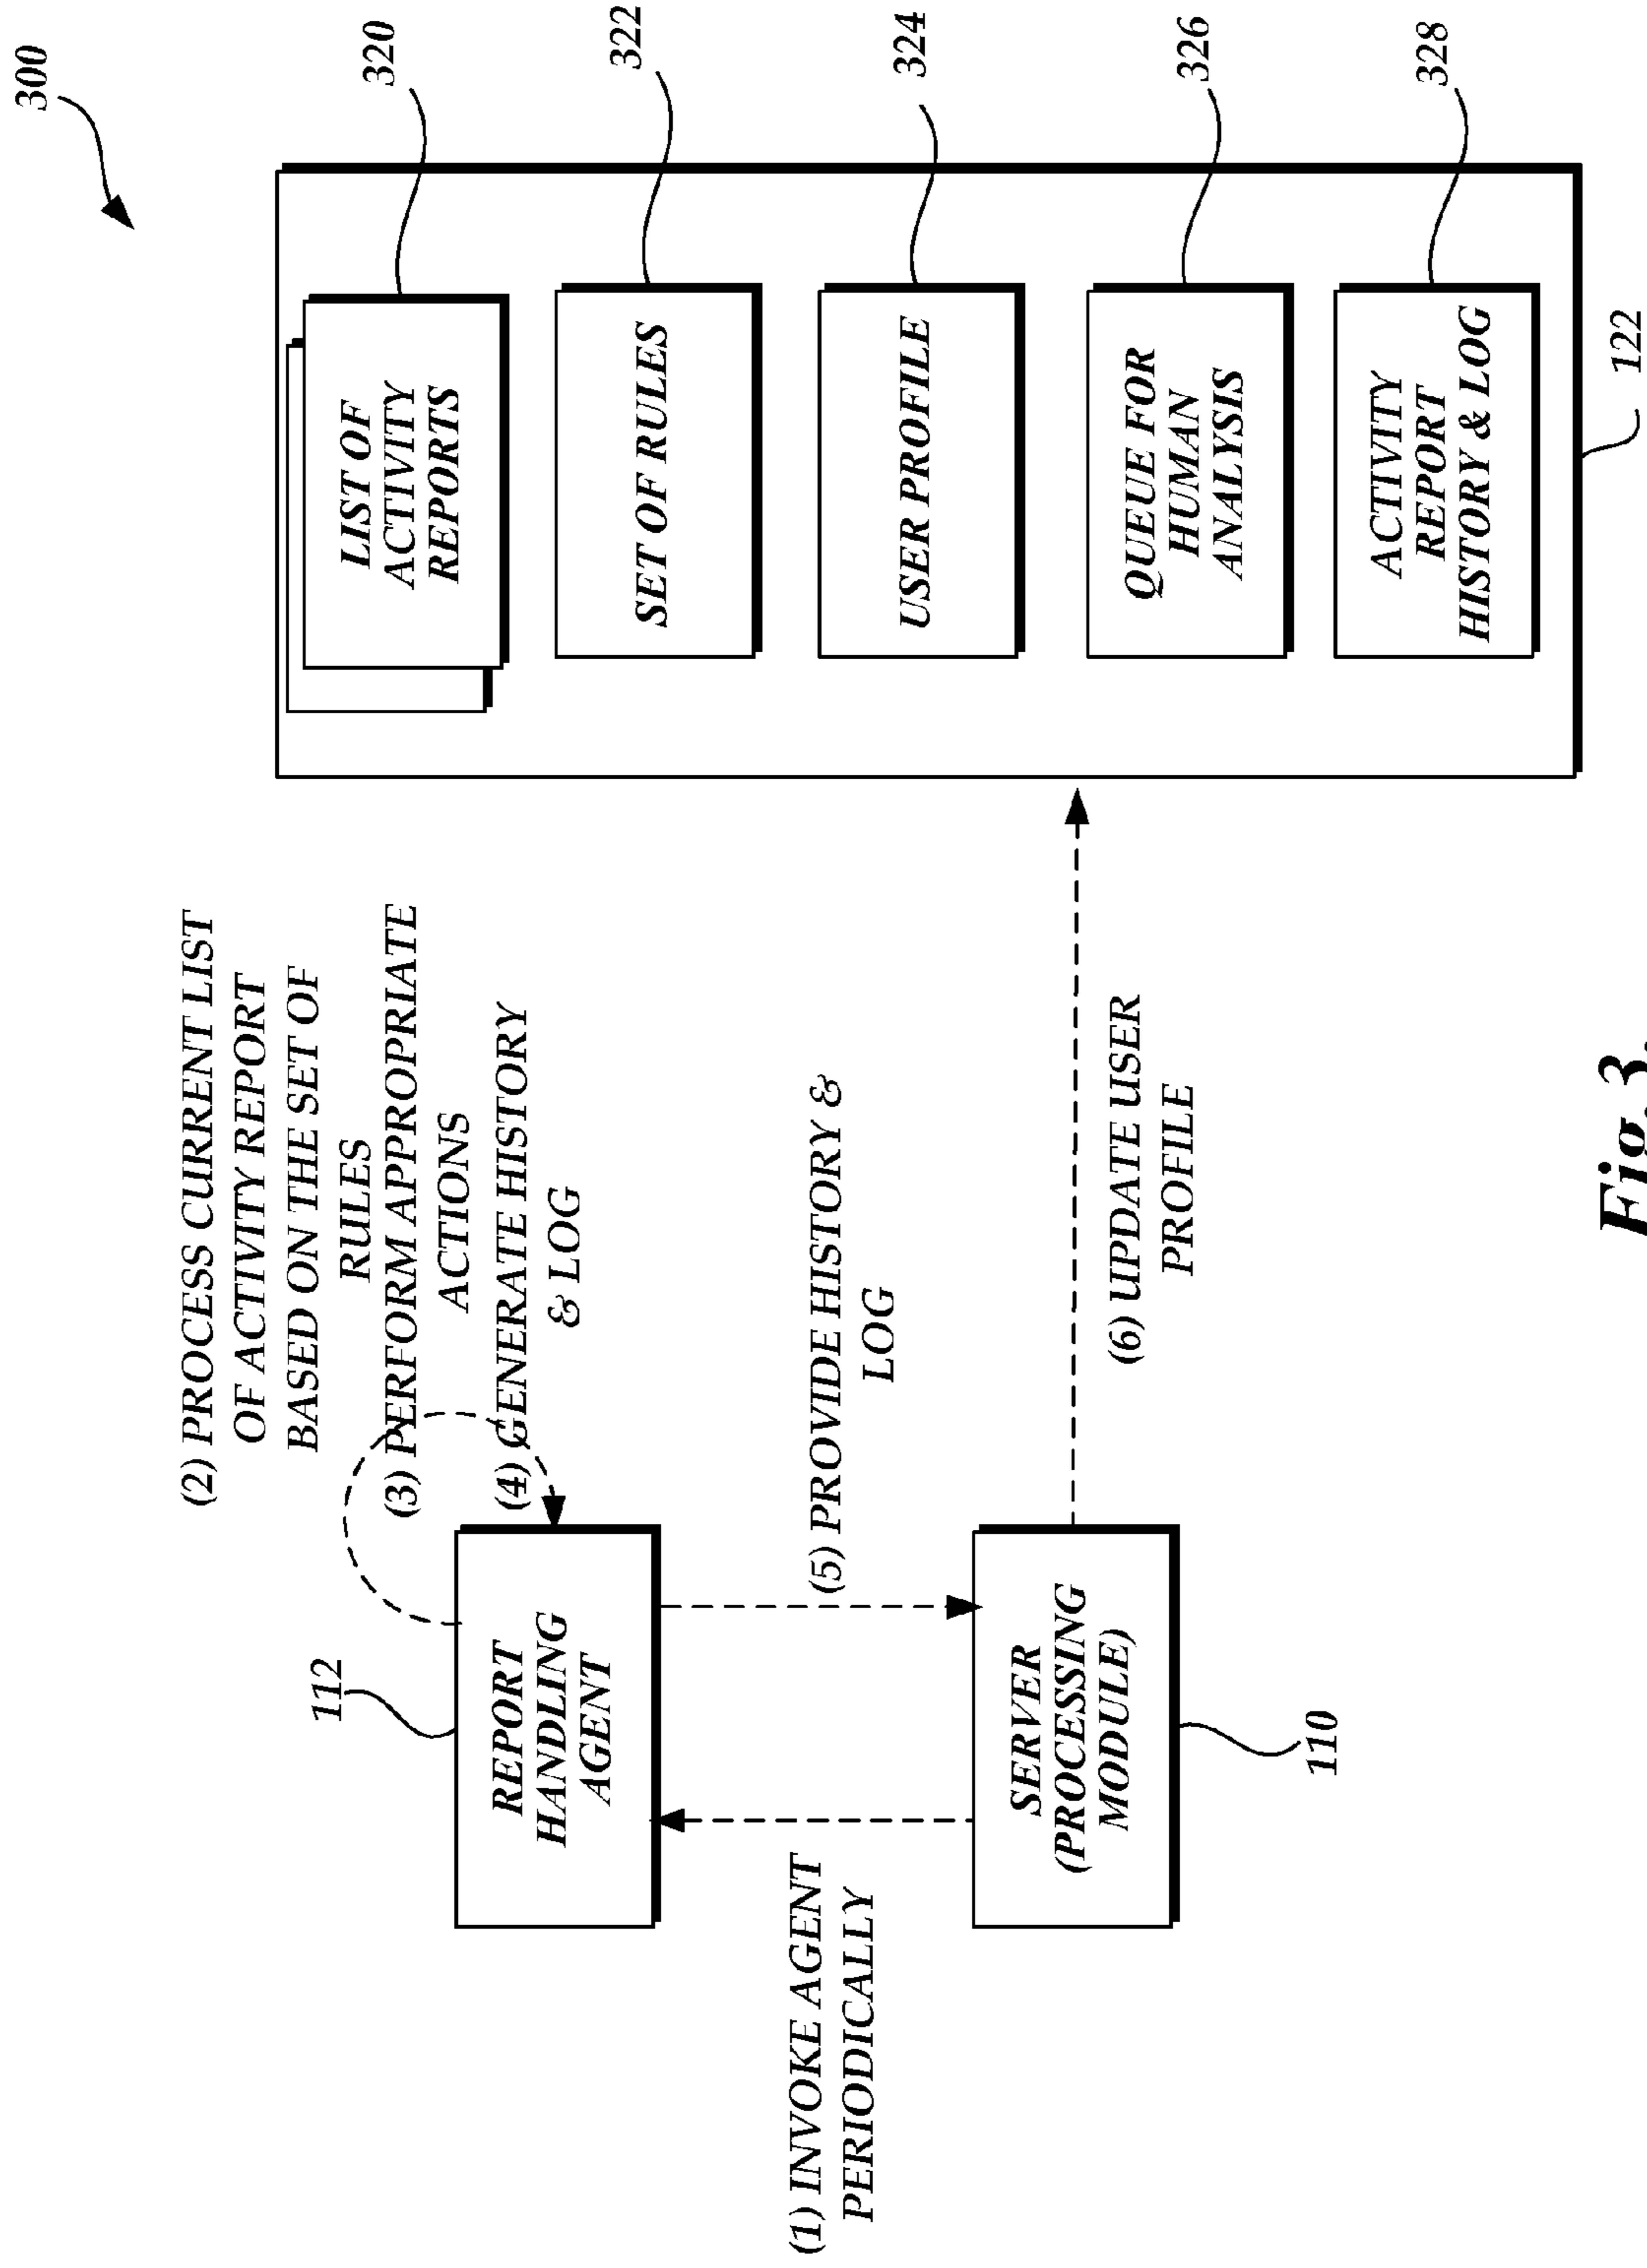 300
(2) PROCESS CURRENT LIST
OF ACTIVITY REPORT
BASED ON THE SET OF
RULES
(3) PERFORM APPROPRIATE
ACTIONS
(4) GENERATE HISTORY
& LOG
112
REPORT
HANDLING
AGENT
(1) INVOKE AGENT
PERIODICALLY
(5) PROVIDE HISTORY &
LOG
SERVER
(PROCESSING
MODULE)
110
(6) UPDATE USER
PROFILE
LIST OF
ACTIVITY
REPORTS
320
SET OF RULES
322
USER PROFILE
324
QUEUE FOR
HUMAN
ANALYSIS
326
ACTIVITY
REPORT
HISTORY & LOG
328
122
Fig.3.